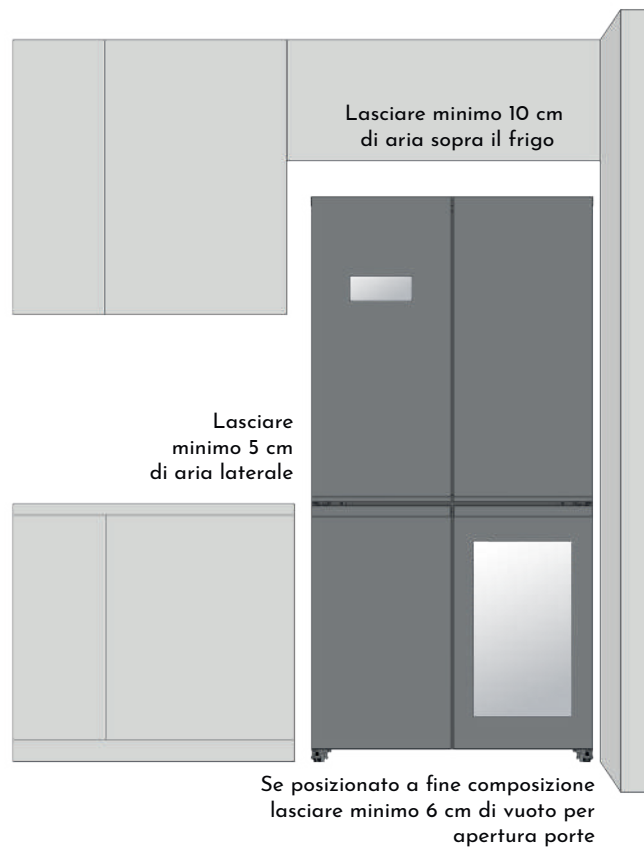 Lasciare minimo 10 cm
di aria sopra il frigo
Lasciare
minimo 5 cm
di aria laterale
Se posizionato a fine composizione
lasciare minimo 6 cm di vuoto per
apertura porte